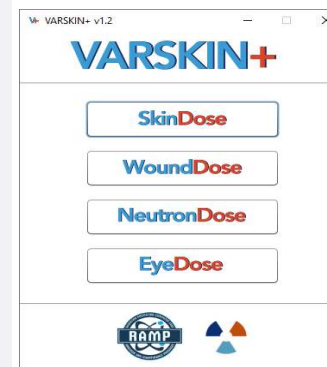 VARSKIN+ v1.2
VARSKIN+
SkinDose
WoundDose
NeutronDose
EyeDose
RAMP